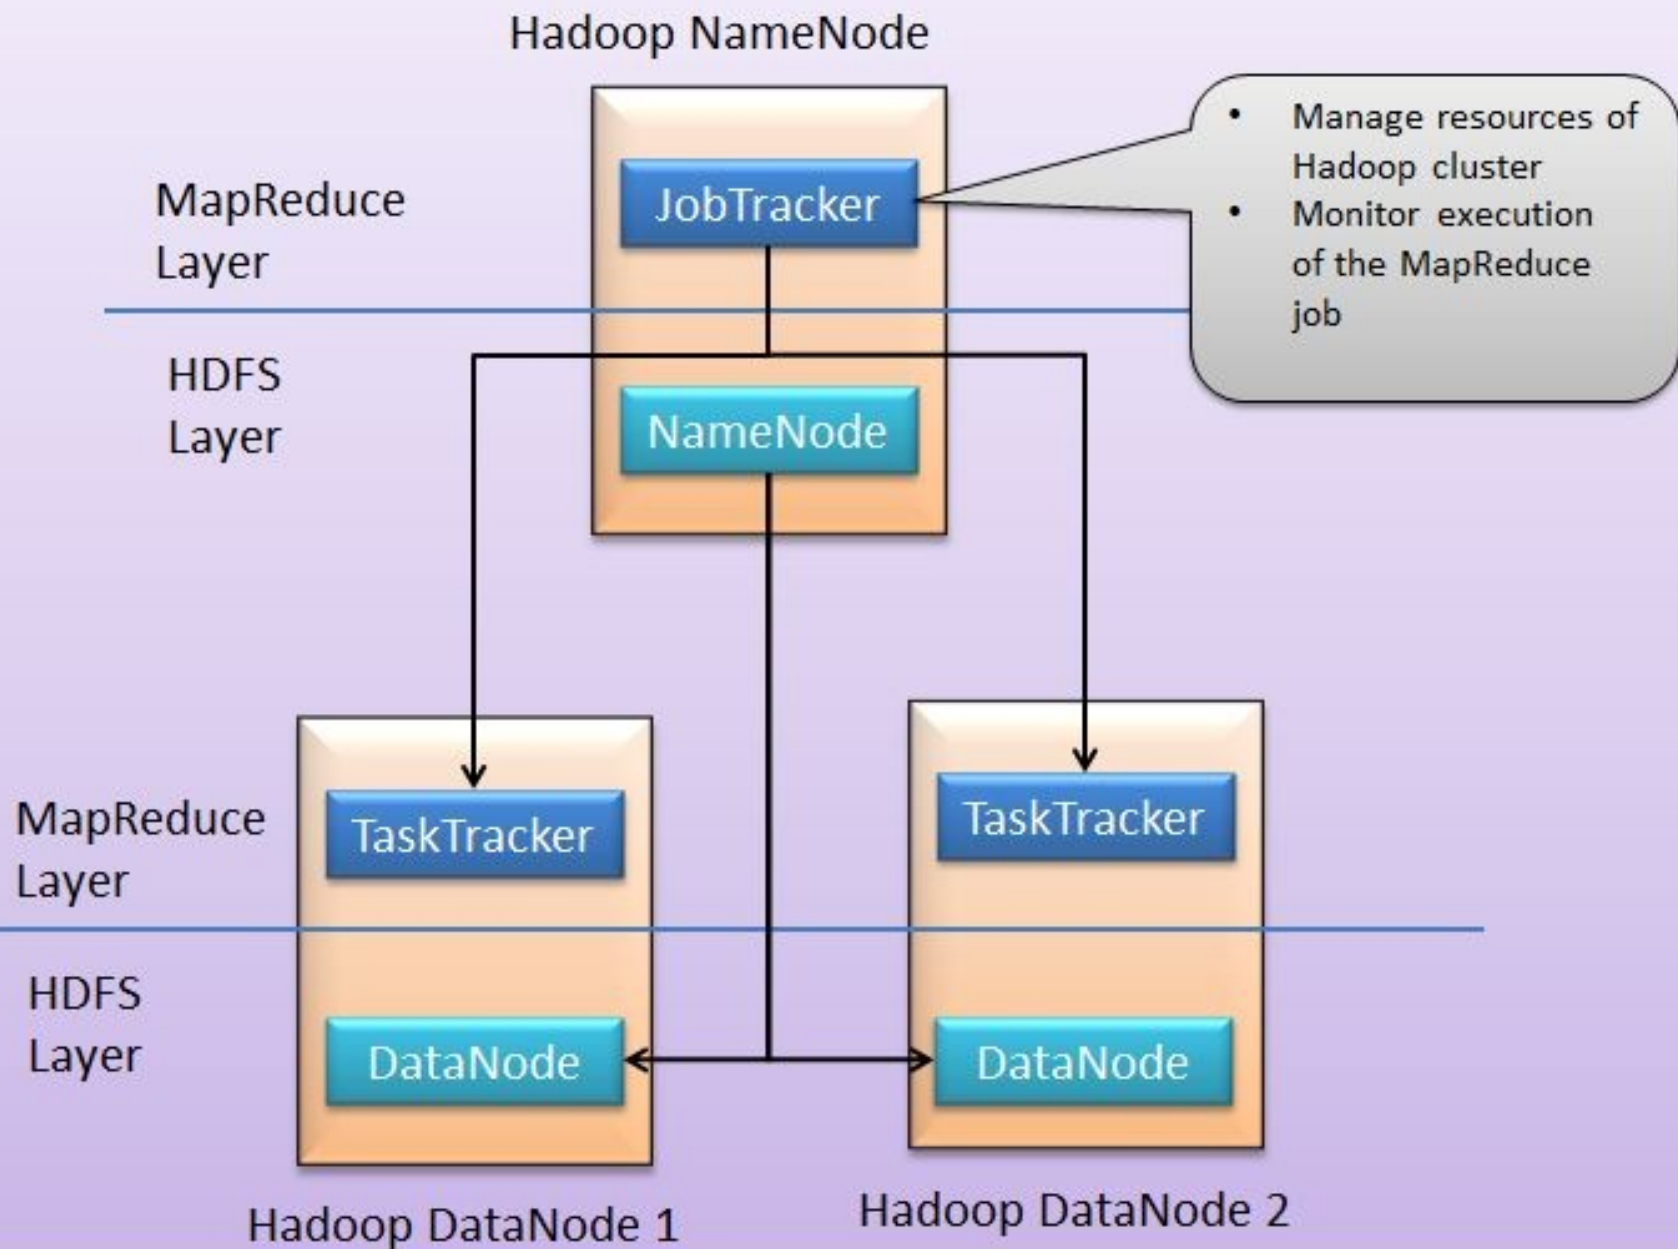 Hadoop NameNode
MapReduce
Layer
JobTracker
• Manage resources of
Hadoop cluster
• Monitor execution
of the MapReduce
job
HDFS
Layer
NameNode
MapReduce
Layer
TaskTracker
TaskTracker
HDFS
Layer
DataNode
DataNode
Hadoop DataNode 1
Hadoop DataNode 2